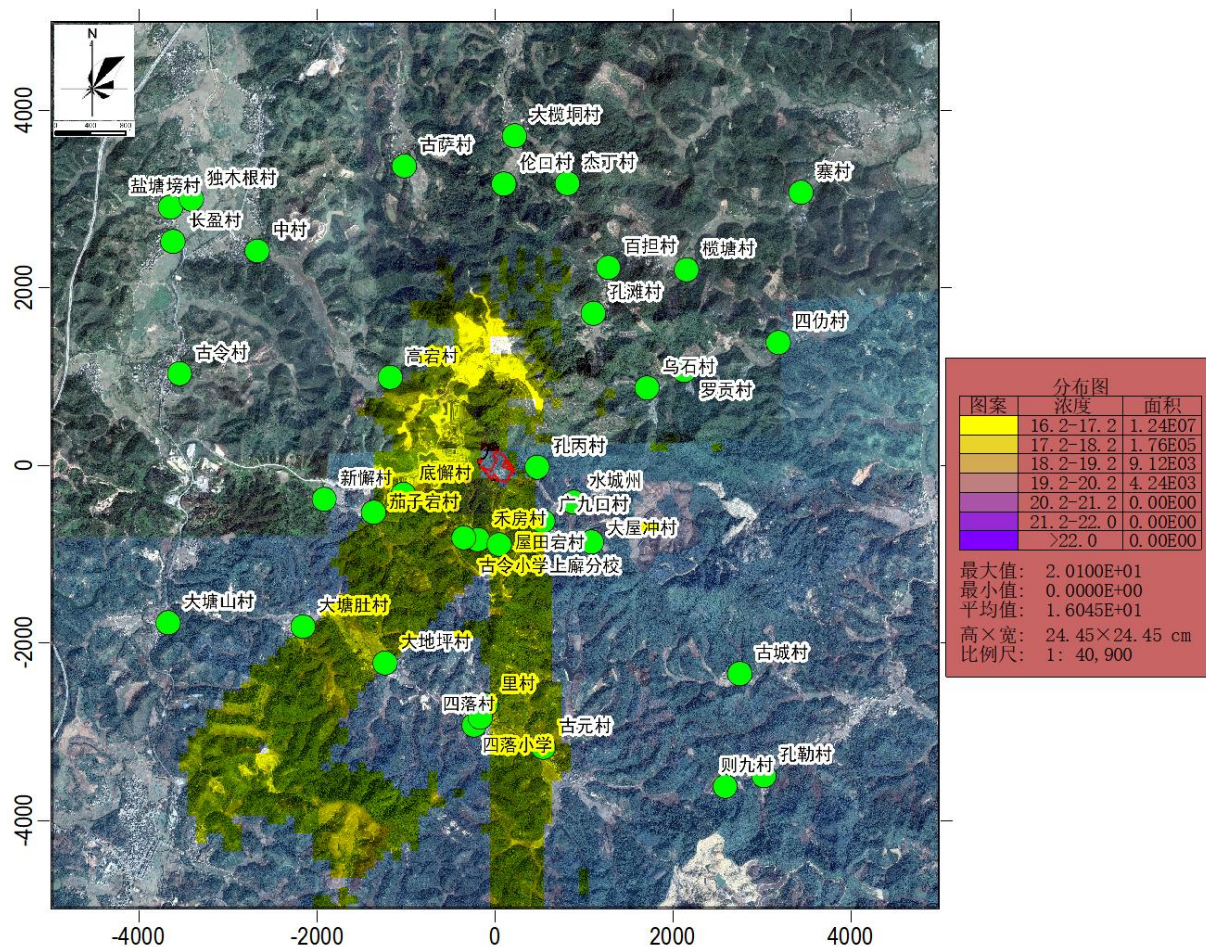 N
400 800
大榄垌村
古萨村
伦口村
杰丁村
盐塘塝村
独木根村
寨村
长盈村
中村
百担村
榄塘村
孔滩村
四仂村
古令村
高宕村
乌石村
罗贡村
孔丙村
新懈村
底懈村
水城州
茄子宕村
广九口村
禾房村
大屋冲村
屋田宕村
古令小学上廨分校
大塘山村
大塘肚村
大地坪村
古城村
里村
四落村
古元村
四落小学
则九村
孔勒村
4000
2000
0
-2000
-4000
-4000 -2000 0 2000 4000
分布图
图案 浓度 面积
16.2-17.2 1.24E07
17.2-18.2 1.76E05
18.2-19.2 9.12E03
19.2-20.2 4.24E03
20.2-21.2 0.00E00
21.2-22.0 0.00E00
>22.0 0.00E00
最大值: 2.0100E+01
最小值: 0.0000E+00
平均值: 1.6045E+01
高×宽: 24.45×24.45 cm
比例尺: 1: 40,900